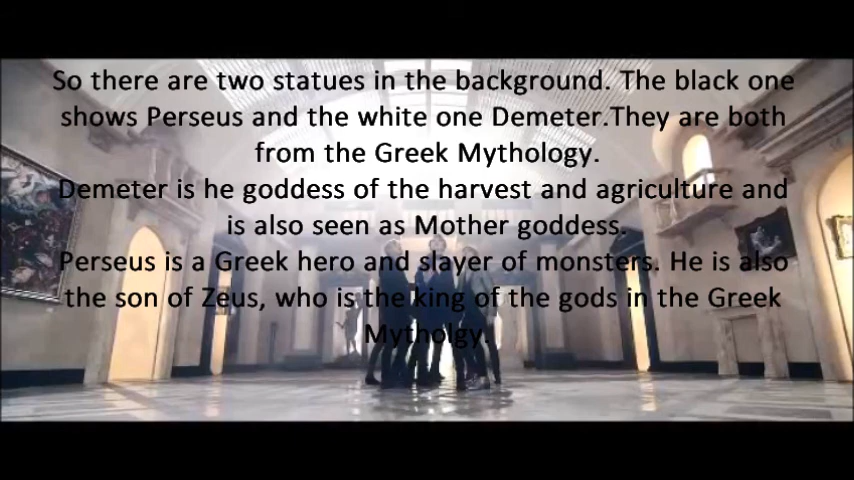 So there are two statues in the background. The black one
shows Perseus and the white one Demeter.They are both
from the Greek Mythology.
Demeter is he goddess of the harvest and agriculture and
is also seen as Mother goddess.
Perseus is a Greek hero and slayer of monsters. He is also
the son of Zeus, who is the king of the gods in the Greek
Mytholgy.